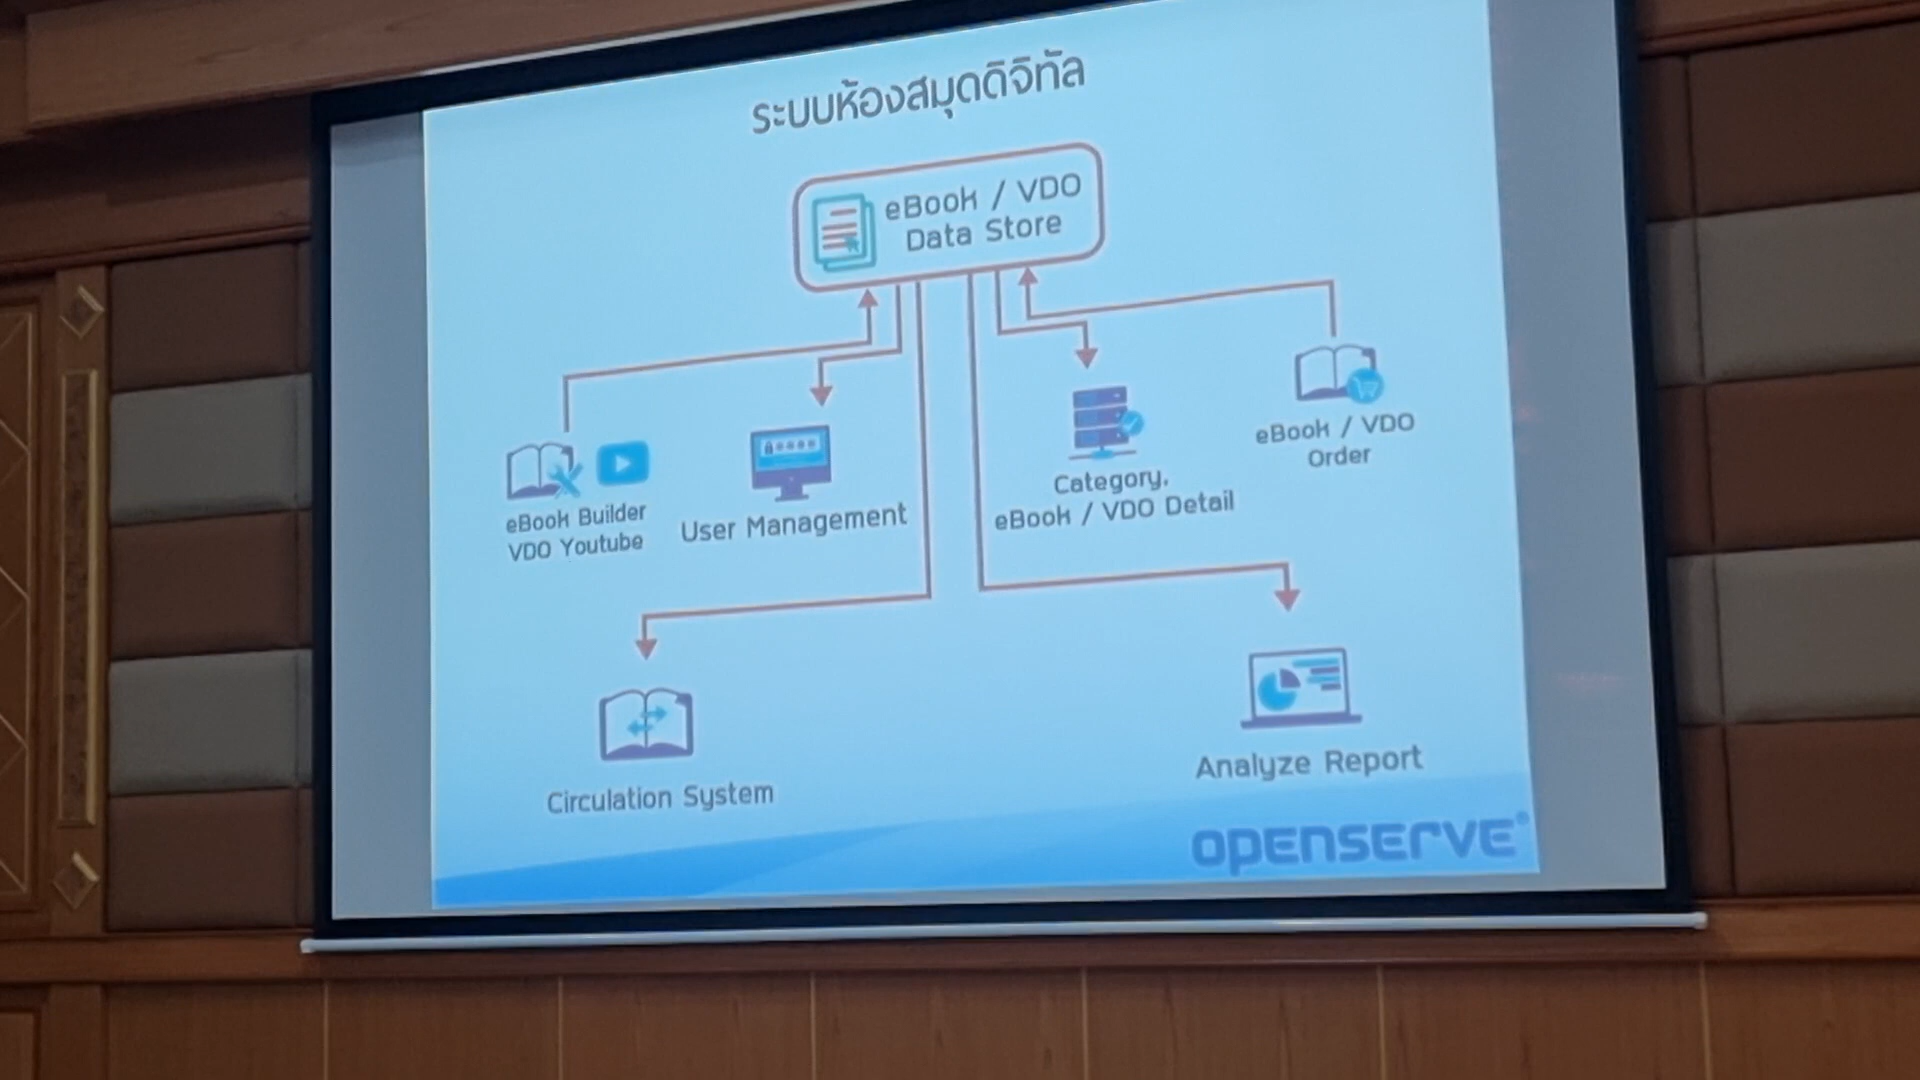 ระบบห้องสมุดดิจิทัล
eBook / VDO
Data Store
eBook Builder
VDO Youtube
User Management
Category,
eBook / VDO Detail
eBook / VDO
Order
Circulation System
Analyze Report
OPENSERVE®